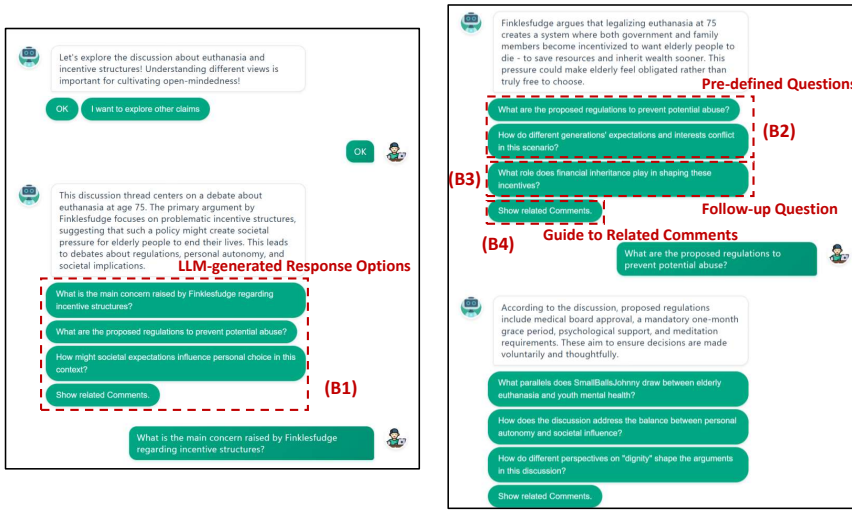 Let's explore the discussion about euthanasia and
incentive structures! Understanding different views is
important for cultivating open-mindedness!
OK
I want to explore other claims
OK
This discussion thread centers on a debate about
euthanasia at age 75. The primary argument by
Finklesfudge focuses on problematic incentive structures,
suggesting that such a policy might create societal
pressure for elderly people to end their lives. This leads
to debates about regulations, personal autonomy, and
societal implications.
LLM-generated Response Options
What is the main concern raised by Finklesfudge regarding
incentive structures?
What are the proposed regulations to prevent potential abuse?
How might societal expectations influence personal choice in this
context?
Show related Comments.
(B1)
What is the main concern raised by Finklesfudge
regarding incentive structures?
Finklesfudge argues that legalizing euthanasia at 75
creates a system where both government and family
members become incentivized to want elderly people to
die - to save resources and inherit wealth sooner. This
pressure could make elderly feel obligated rather than
truly free to choose.
Pre-defined Questions
What are the proposed regulations to prevent potential abuse?
How do different generations' expectations and interests conflict
in this scenario?
(B2)
(B3)
What role does financial inheritance play in shaping these
incentives?
Follow-up Question
Show related Comments.
(B4)
Guide to Related Comments
What are the proposed regulations to
prevent potential abuse?
According to the discussion, proposed regulations
include medical board approval, a mandatory one-month
grace period, psychological support, and meditation
requirements. These aim to ensure decisions are made
voluntarily and thoughtfully.
What parallels does SmallBallsJohnny draw between elderly
euthanasia and youth mental health?
How does the discussion address the balance between personal
autonomy and societal influence?
How do different perspectives on "dignity" shape the arguments
in this discussion?
Show related Comments.